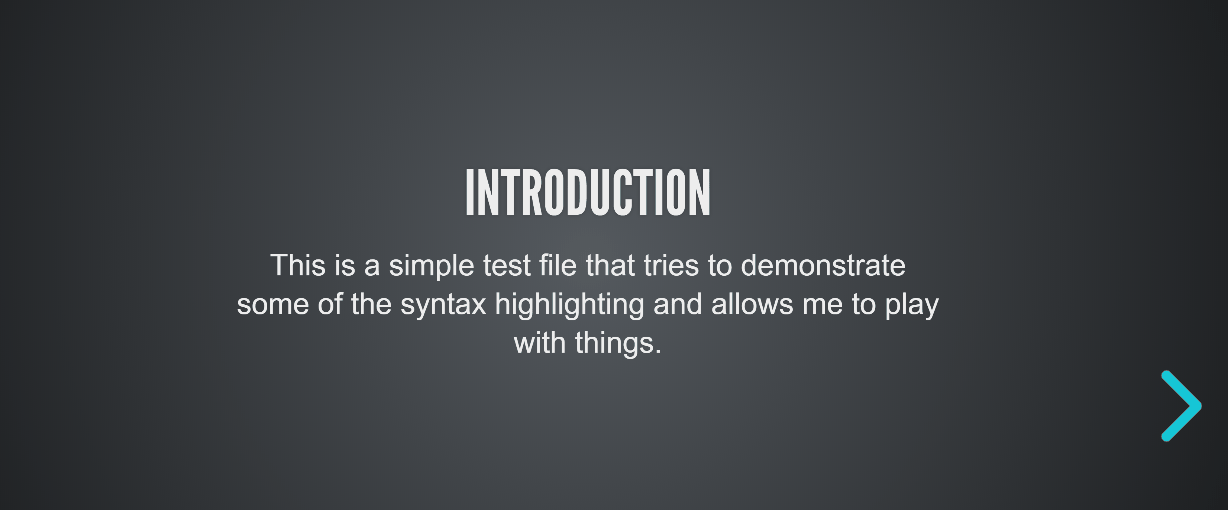 INTRODUCTION
This is a simple test file that tries to demonstrate
some of the syntax highlighting and allows me to play
with things.